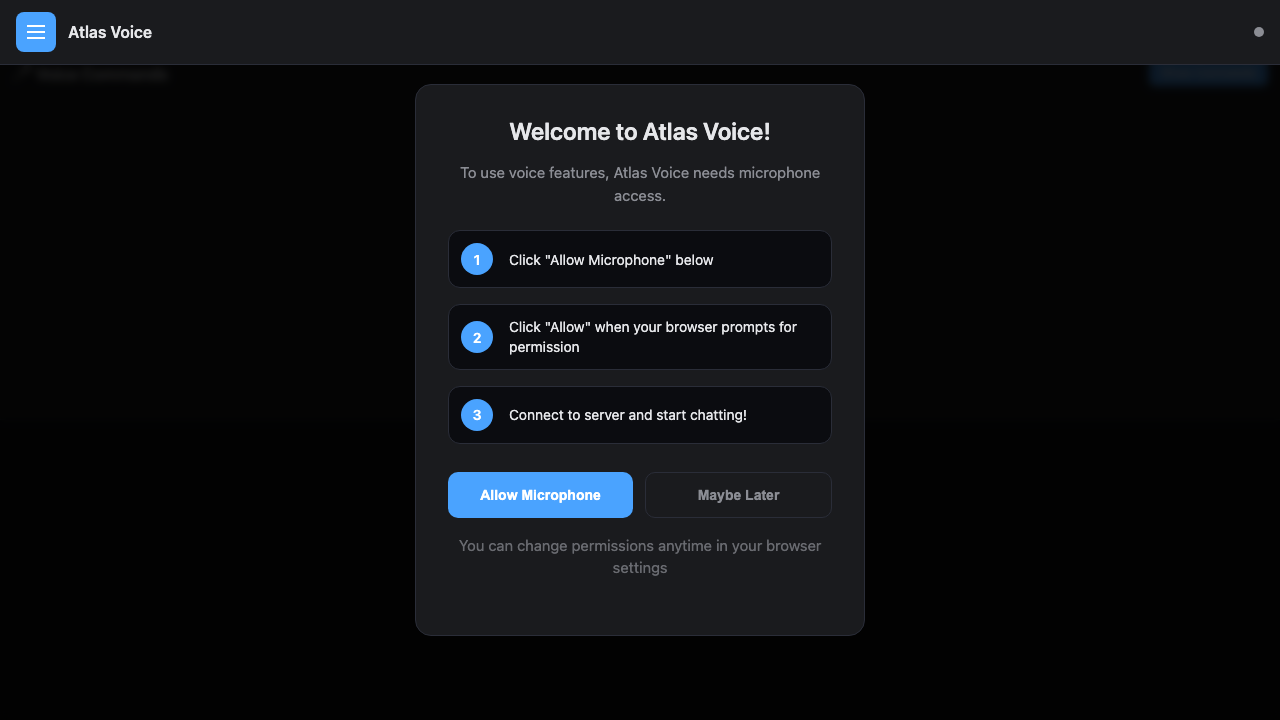 Atlas Voice
Welcome to Atlas Voice!
To use voice features, Atlas Voice needs microphone
access.
1
Click "Allow Microphone" below
2
Click "Allow" when your browser prompts for
permission
3
Connect to server and start chatting!
Allow Microphone
Maybe Later
You can change permissions anytime in your browser
settings